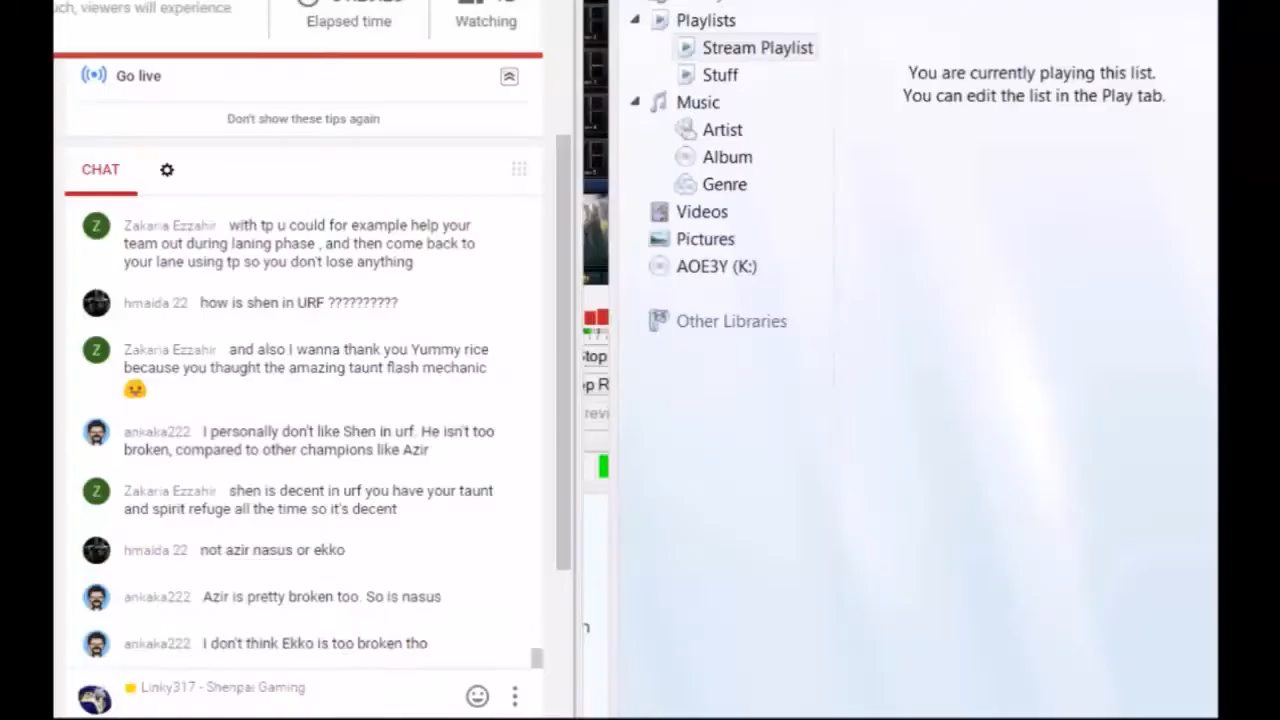 uch, viewers will experience
Elapsed time
Watching
Go live
Don't show these tips again
CHAT
Zakaria Ezzahir with tp u could for example help your
team out during laning phase , and then come back to
your lane using tp so you don't lose anything
hmaida 22 how is shen in URF ??????????
Zakaria Ezzahir and also I wanna thank you Yummy rice
because you thaught the amazing taunt flash mechanic
ankaka222 I personally don't like Shen in urf. He isn't too
broken, compared to other champions like Azir
Zakaria Ezzahir shen is decent in urf you have your taunt
and spirit refuge all the time so it's decent
hmaida 22 not azir nasus or ekko
ankaka222 Azir is pretty broken too. So is nasus
ankaka222 I don't think Ekko is too broken tho
Linky317 - Shenpai Gaming
Stop
op R
revi
Playlists
Stream Playlist
Stuff
Music
Artist
Album
Genre
Videos
Pictures
AOE3Y (K:)
Other Libraries
You are currently playing this list.
You can edit the list in the Play tab.